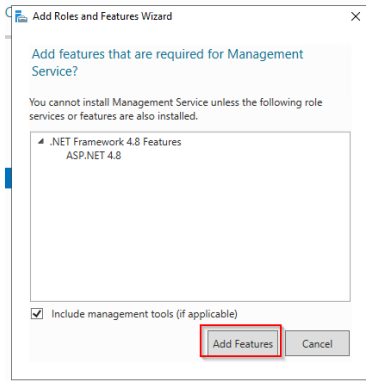 Add Roles and Features Wizard
Add features that are required for Management
Service?
You cannot install Management Service unless the following role
services or features are also installed.
.NET Framework 4.8 Features
ASP.NET 4.8
Include management tools (if applicable)
Add Features
Cancel